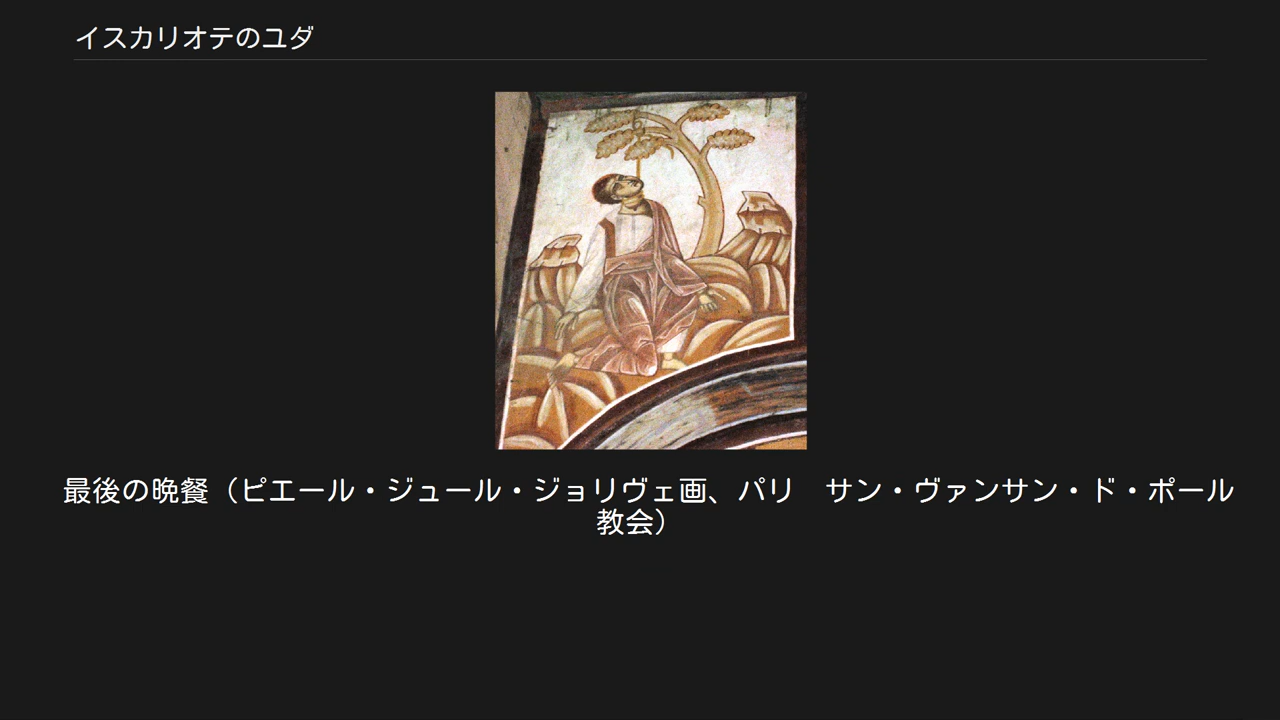 イスカリオテのユダ
最後の晩餐（ピエール・ジュール・ジョリヴェ画、パリ　サン・ヴァンサン・ド・ポール
教会）